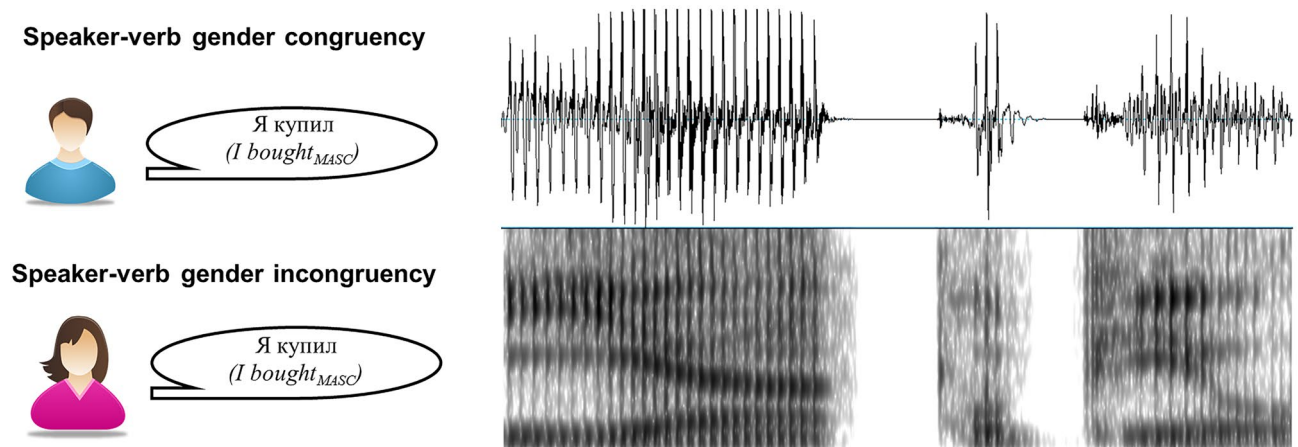 Speaker-verb gender congruency
Я купил
(I bought MASC)
Speaker-verb gender incongruency
Я купил
(I bought MASC)